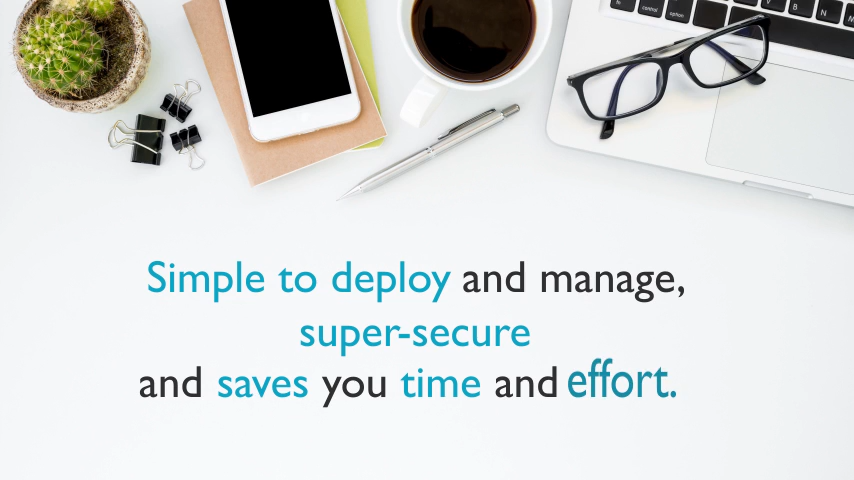 Simple to deploy and manage,
super-secure
and saves you time and effort.